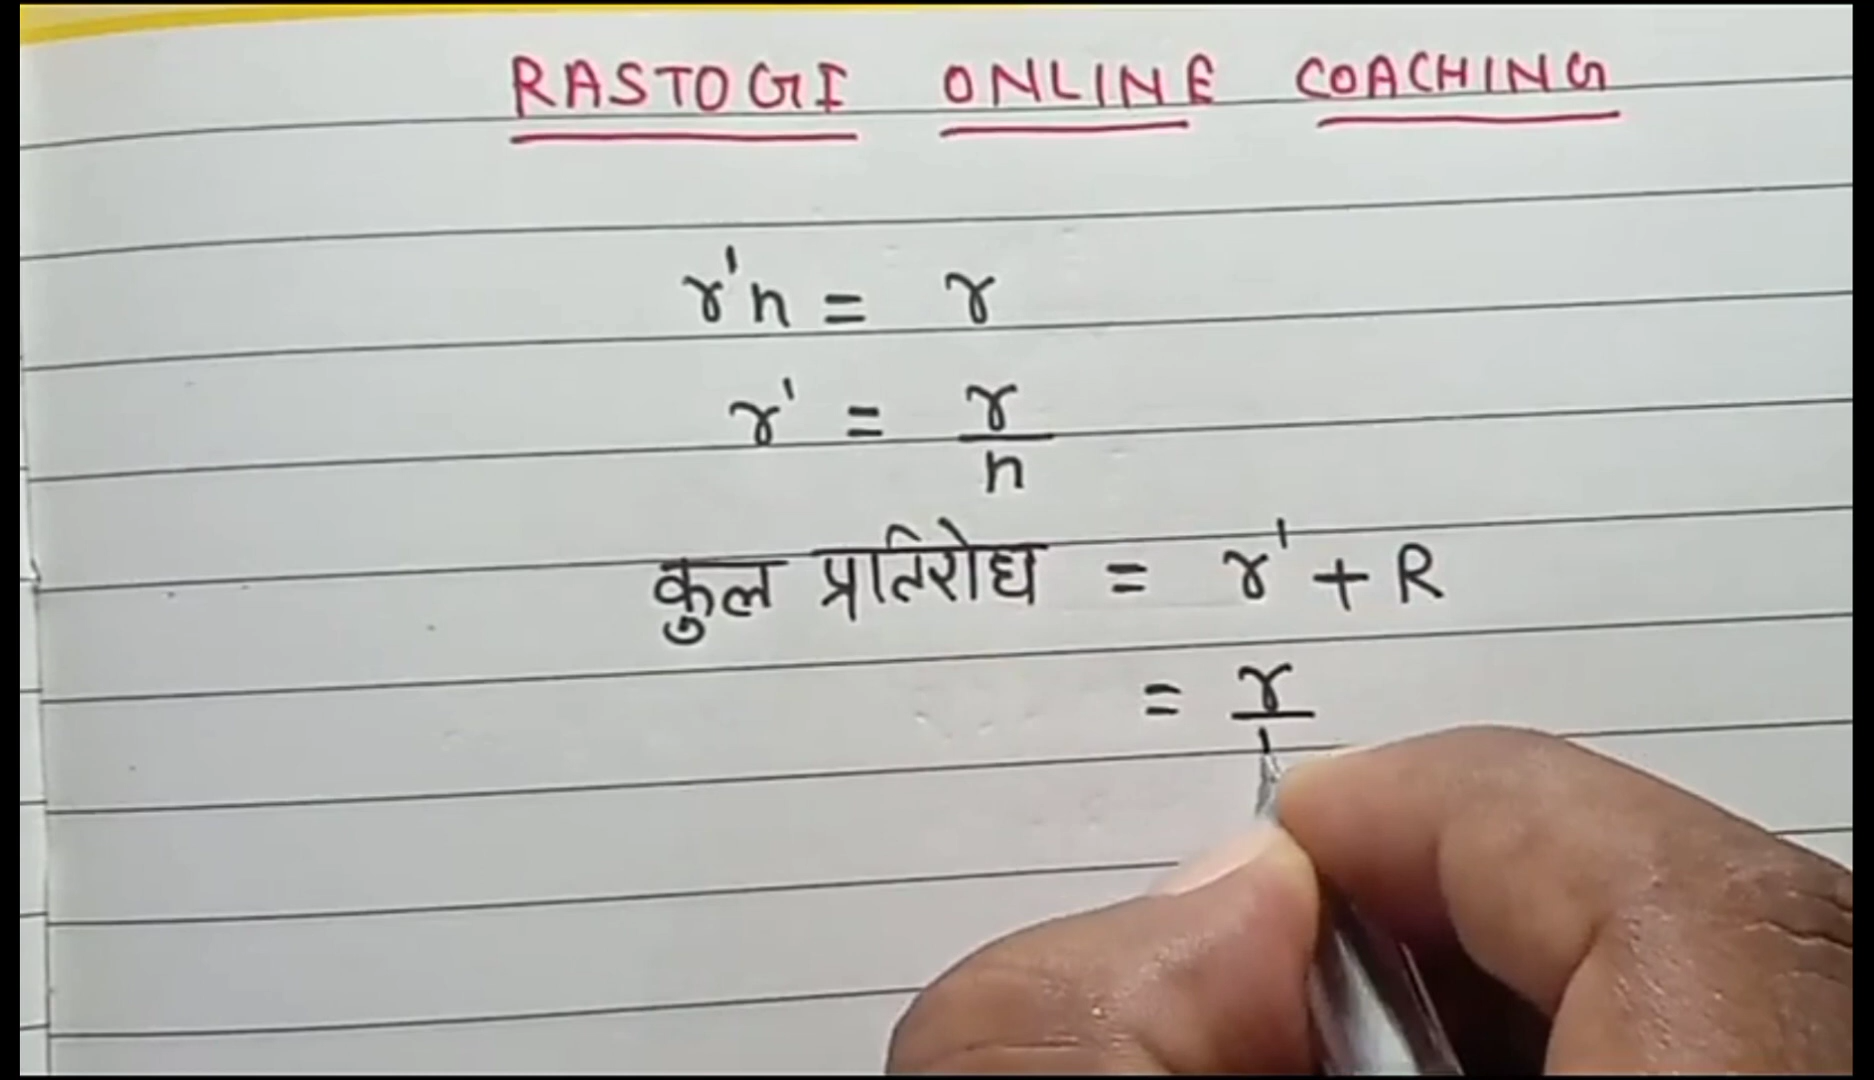 RASTOGI ONLINE COACHING
r'n = r
r' = r
n
कुल प्रतिरोध = r' + R
= r